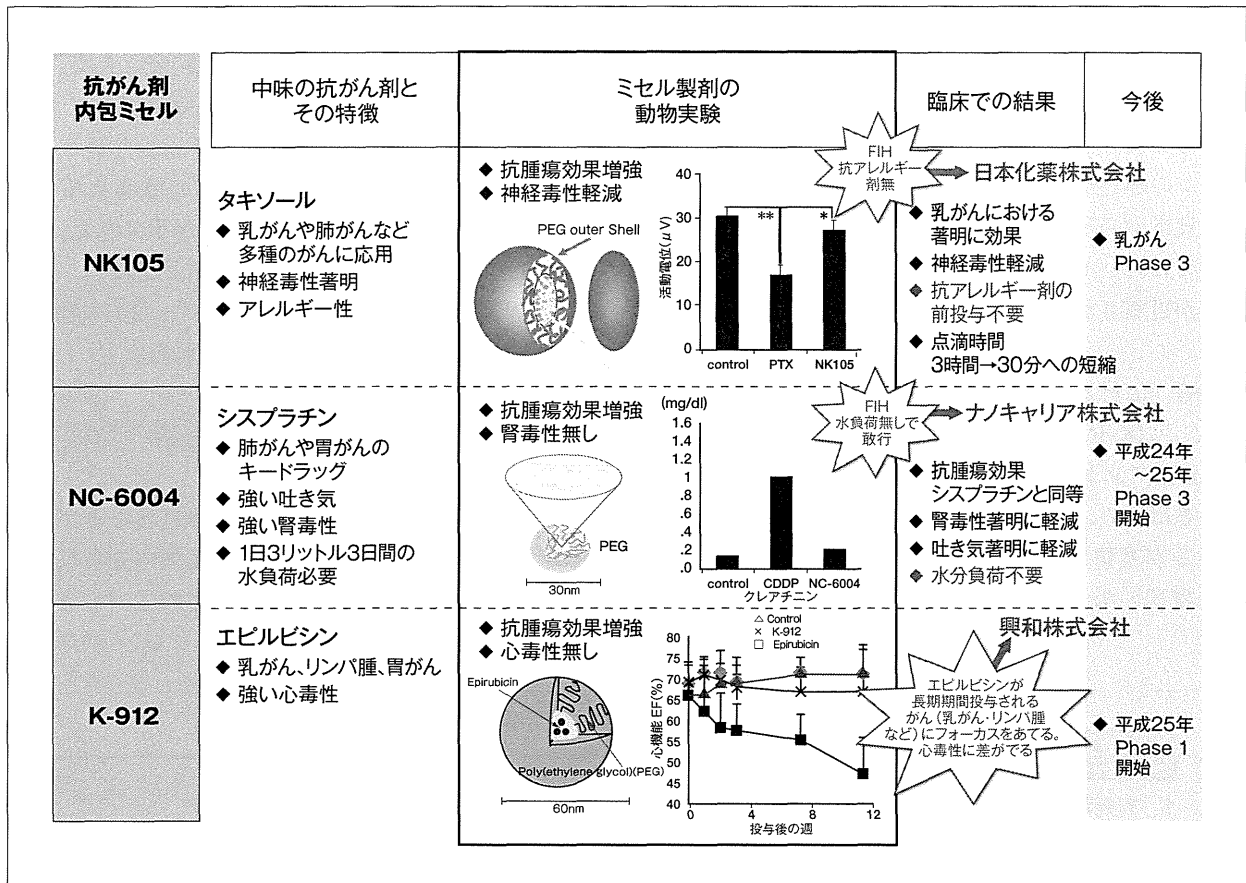 抗がん剤
内包ミセル
中味の抗がん剤と
その特徴
ミセル製剤の
動物実験
臨床での結果
今後
NK105
タキソール
◆ 乳がんや肺がんなど
多種のがんに応用
◆ 神経毒性著明
◆ アレルギー性
◆ 抗腫瘍効果増強
◆ 神経毒性軽減
PEG outer Shell
活動電位(μV)
40
30
20
10
0
**
*
control
PTX
NK105
FIH
抗アレルギー
剤無
日本化薬株式会社
◆ 乳がんにおける
著明に効果
◆ 神経毒性軽減
◆ 抗アレルギー剤の
前投与不要
◆ 点滴時間
3時間→30分への短縮
◆ 乳がん
Phase 3
NC-6004
シスプラチン
◆ 肺がんや胃がんの
キードラッグ
◆ 強い吐き気
◆ 強い腎毒性
◆ 1日3リットル3日間の
水負荷必要
◆ 抗腫瘍効果増強
◆ 腎毒性無し
PEG
30nm
(mg/dl)
1.6
1.4
1.2
1
.8
.6
.4
.2
.0
control
CDDP
NC-6004
クレアチニン
FIH
水負荷無しで
敢行
ナノキャリア株式会社
◆ 抗腫瘍効果
シスプラチンと同等
◆ 腎毒性著明に軽減
◆ 吐き気著明に軽減
◆ 水分負荷不要
◆ 平成24年
～25年
Phase 3
開始
K-912
エピルビシン
◆ 乳がん、リンパ腫、胃がん
◆ 強い心毒性
◆ 抗腫瘍効果増強
◆ 心毒性無し
Epirubicin
Poly(ethylene glycol)(PEG)
60nm
△ Control
× K-912
■ Epirubicin
心機能 EF(%)
80
75
70
65
60
55
50
45
40
0
4
8
12
投与後の週
興和株式会社
エピルビシンが
長期期間投与される
がん（乳がん・リンパ腫
など）にフォーカスをあてる。
心毒性に差がでる
◆ 平成25年
Phase 1
開始